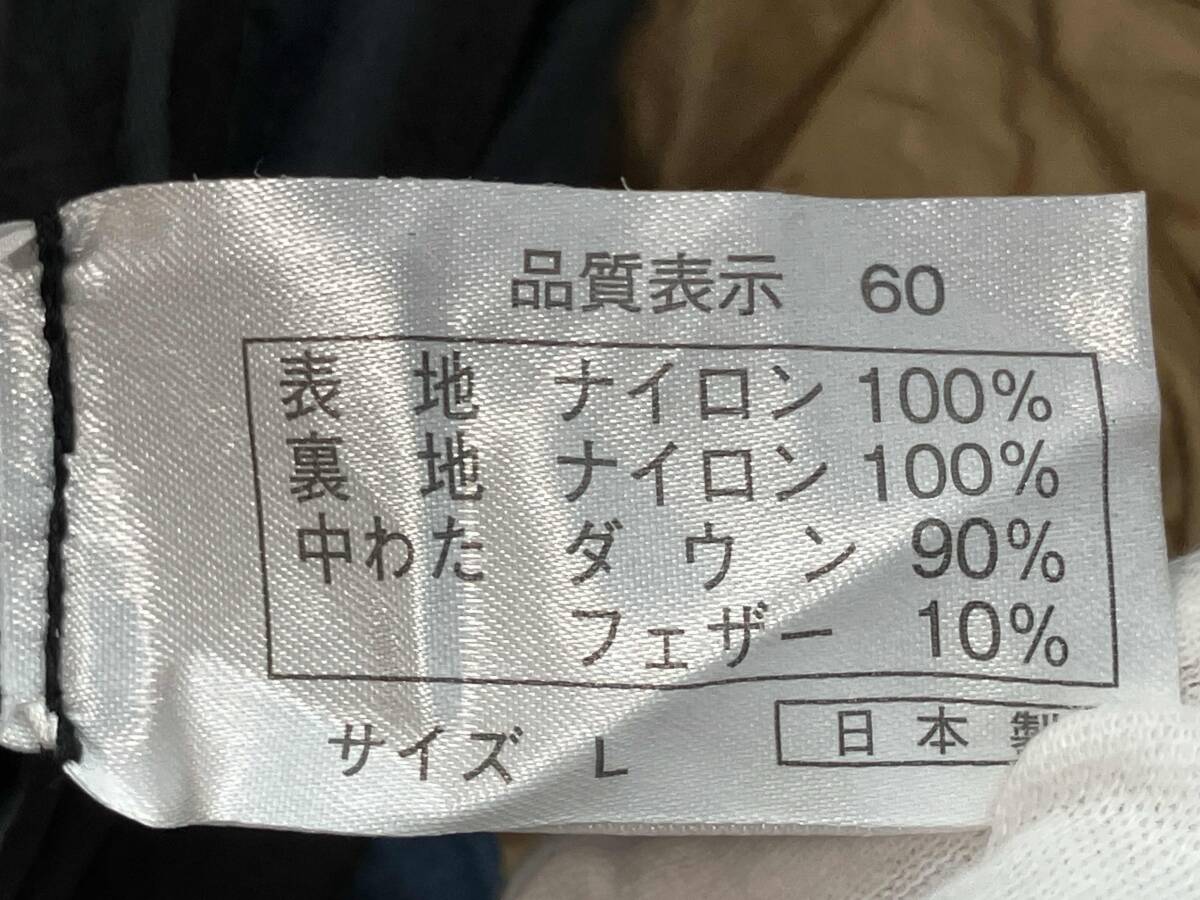 品質表示 60
表地 ナイロン 100%
裏地 ナイロン 100%
中わた ダウン 90%
フェザー 10%
サイズ L
日本製